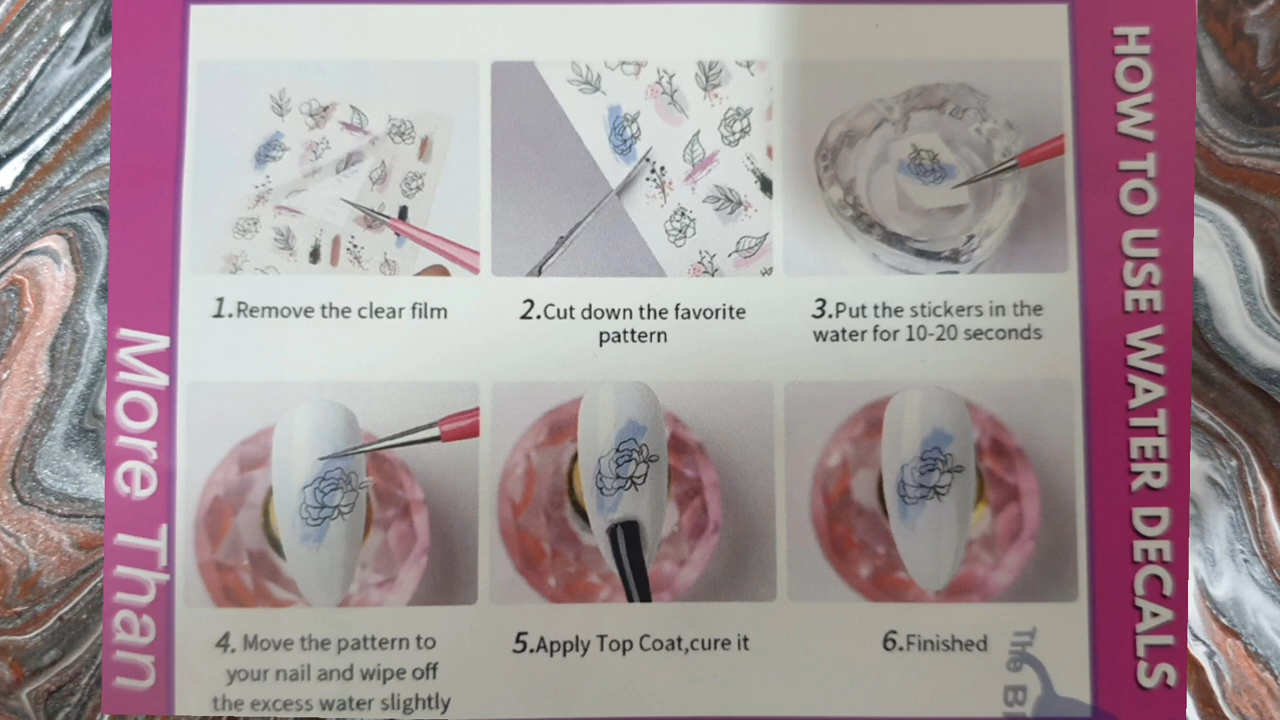 HOW TO USE WATER DECALS
1.Remove the clear film
2.Cut down the favorite
pattern
3.Put the stickers in the
water for 10-20 seconds
4. Move the pattern to
your nail and wipe off
the excess water slightly
5.Apply Top Coat,cure it
6.Finished
More Than
The